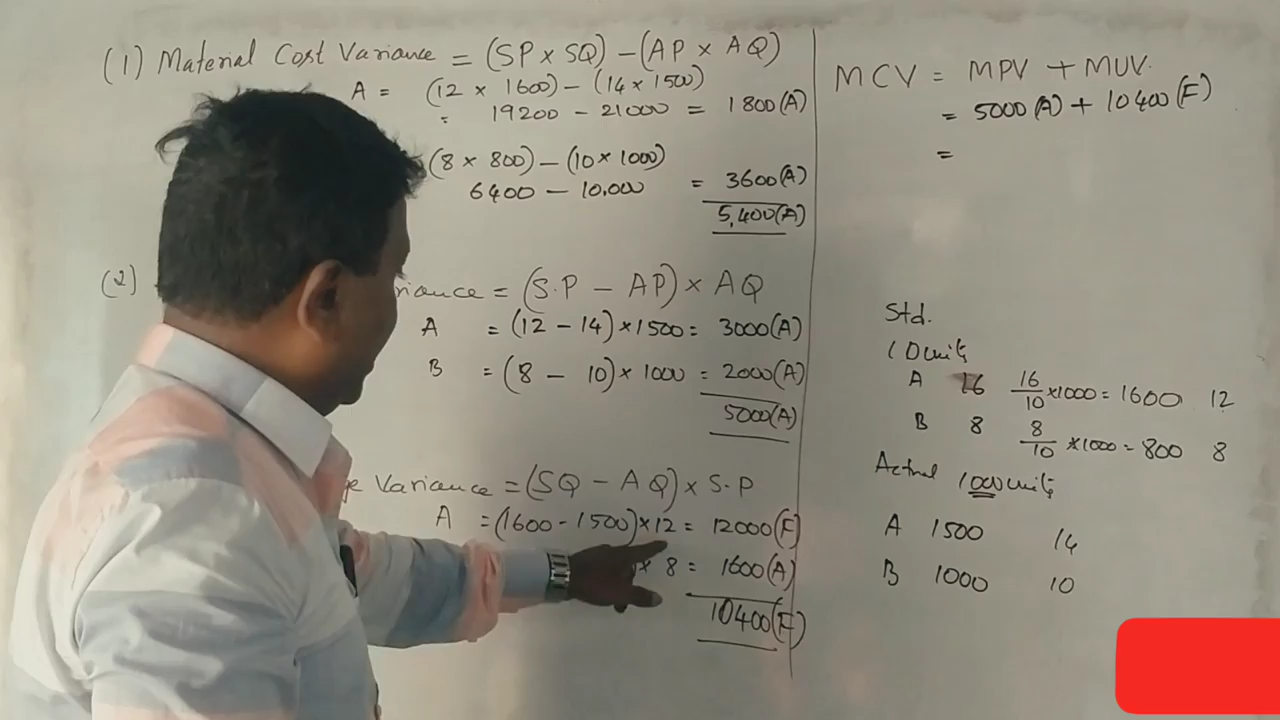 (1) Material Cost Variance = (SP x SQ) - (AP x AQ)
A = (12 x 1600) - (14 x 1500)
= 19200 - 21000 = 1800(A)
(8 x 800) - (10 x 1000)
6400 - 10,000 = 3600(A)
5,400(A)
(2) = (S.P - AP) x AQ
A = (12 - 14) x 1500 = 3000(A)
B = (8 - 10) x 1000 = 2000(A)
5000(A)
Variance = (SQ - AQ) x S.P
A = (1600 - 1500) x 12 = 12000(F)
x 8 = 1600(A)
10400(F)
MCV = MPV + MUV.
= 5000(A) + 10400(F)
=
Std.
10 units
A 16 16/10 x 1000 = 1600 12
B 8 8/10 x 1000 = 800 8
Actual 1000 units
A 1500 14
B 1000 10